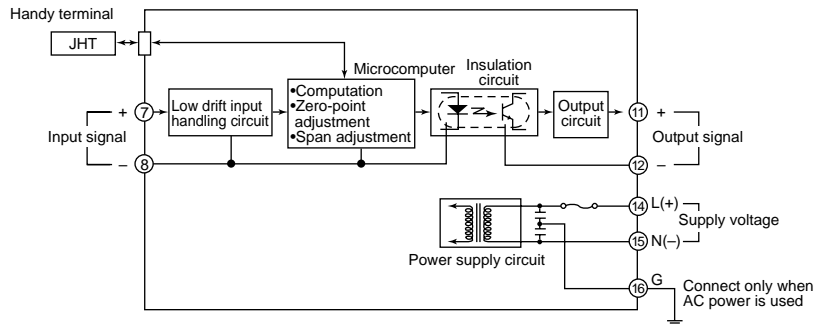 Handy terminal
JHT
Microcomputer
Insulation
circuit
•Computation
•Zero-point
adjustment
•Span adjustment
Low drift input
handling circuit
Output
circuit
+
7
Input signal
–
8
11
+
Output signal
12
–
14
L(+)
Supply voltage
15
N(–)
Power supply circuit
16
G
Connect only when
AC power is used